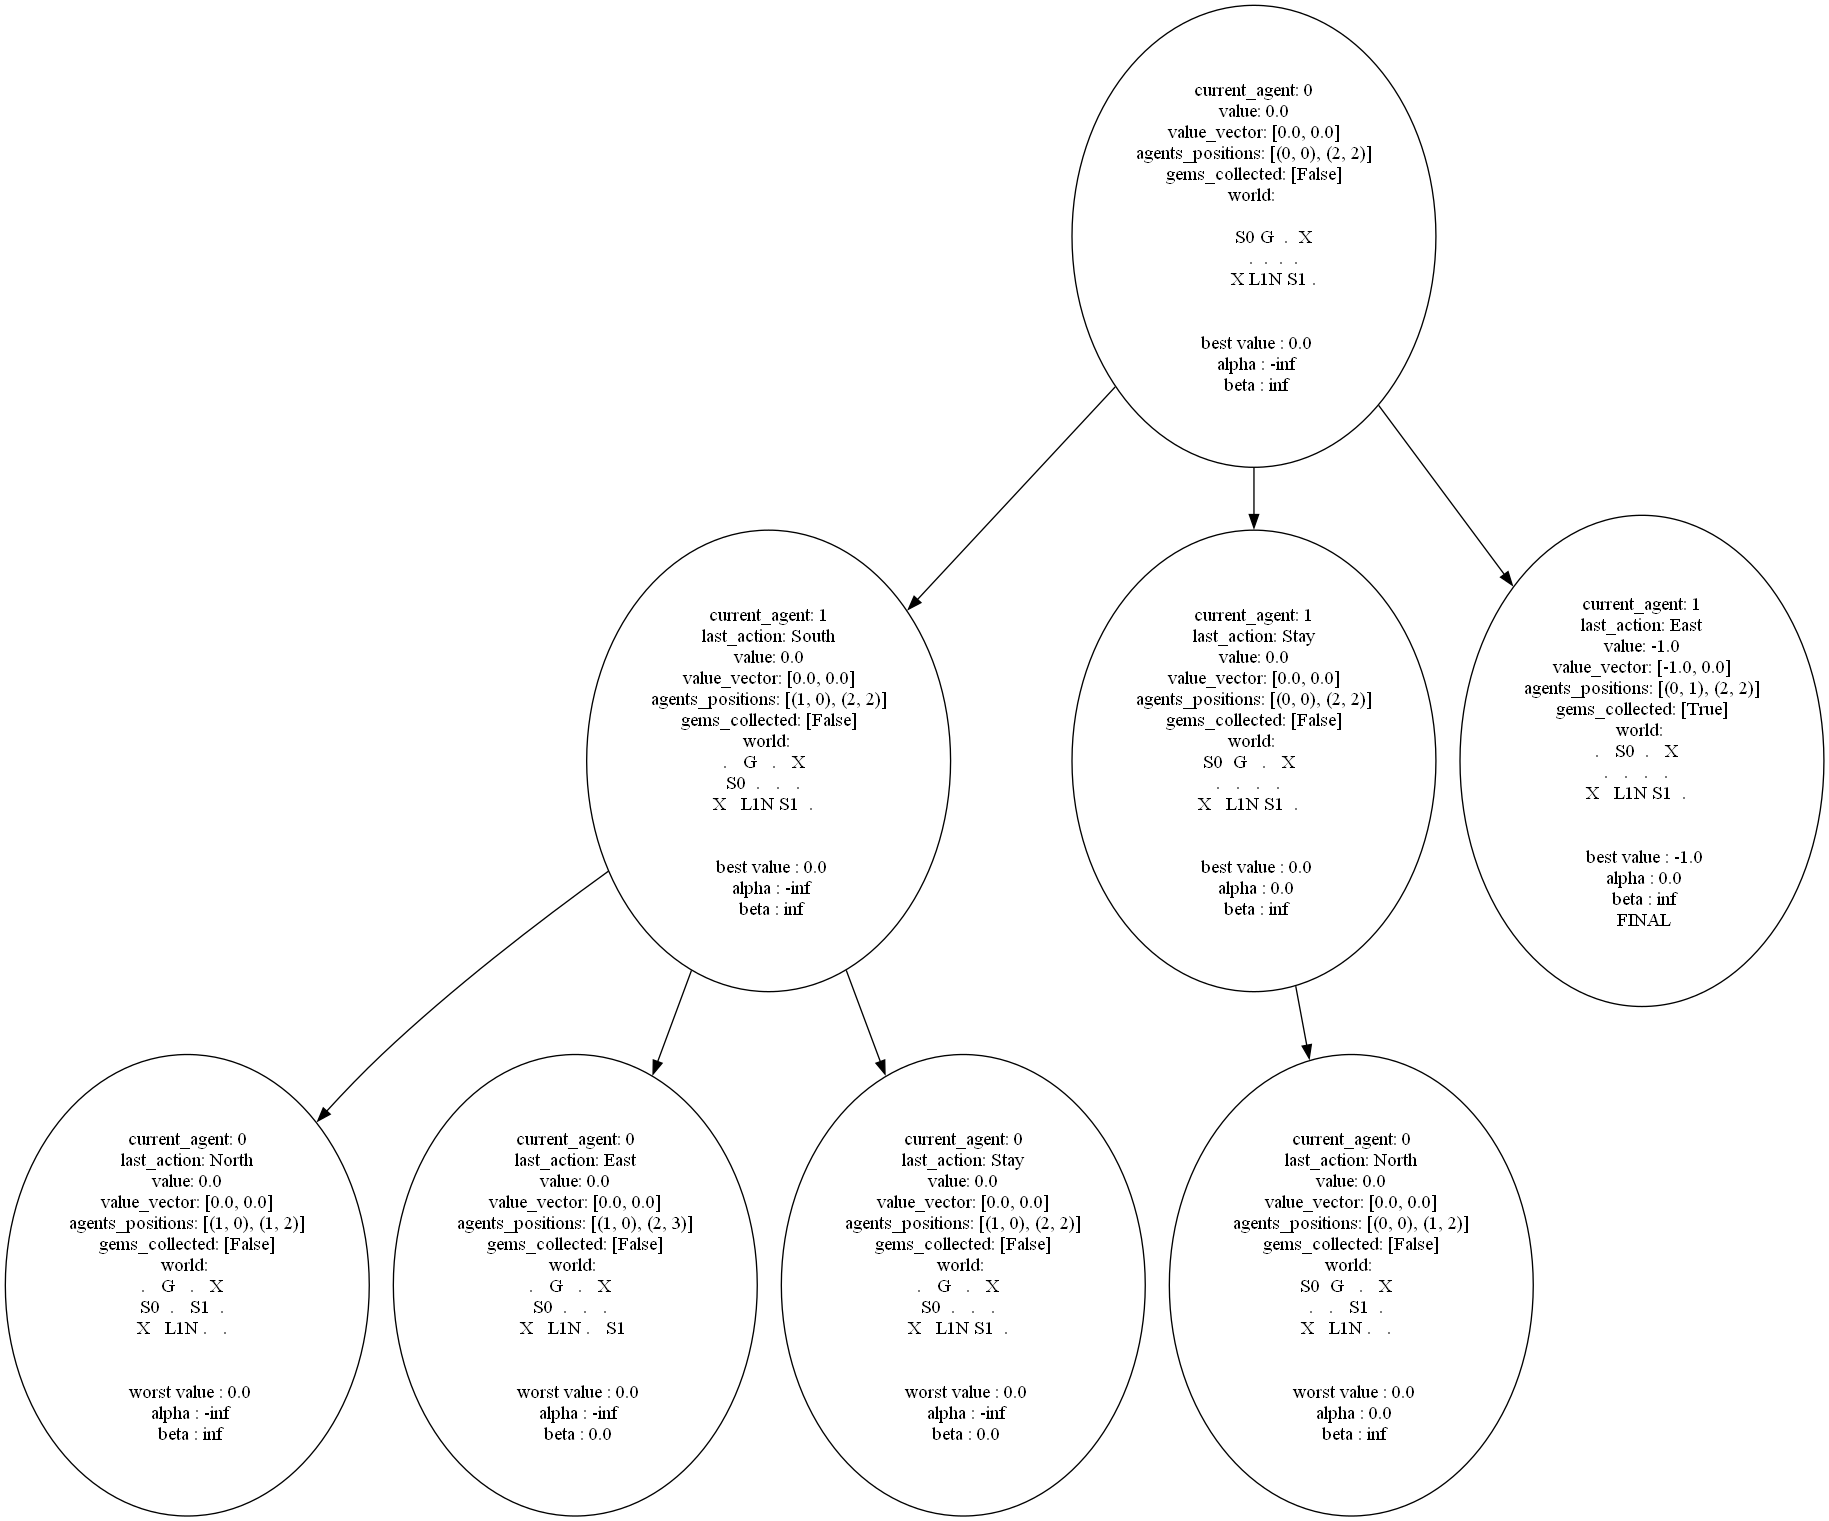 current_agent: 0
value: 0.0
value_vector: [0.0, 0.0]
agents_positions: [(0, 0), (2, 2)]
gems_collected: [False]
world:
S0 G . X
. . . .
X L1N S1 .
best value : 0.0
alpha : -inf
beta : inf
current_agent: 1
last_action: South
value: 0.0
value_vector: [0.0, 0.0]
agents_positions: [(1, 0), (2, 2)]
gems_collected: [False]
world:
. G . X
S0 . . .
X L1N S1 .
best value : 0.0
alpha : -inf
beta : inf
current_agent: 1
last_action: Stay
value: 0.0
value_vector: [0.0, 0.0]
agents_positions: [(0, 0), (2, 2)]
gems_collected: [False]
world:
S0 G . X
. . . .
X L1N S1 .
best value : 0.0
alpha : 0.0
beta : inf
current_agent: 1
last_action: East
value: -1.0
value_vector: [-1.0, 0.0]
agents_positions: [(0, 1), (2, 2)]
gems_collected: [True]
world:
. S0 . X
. . . .
X L1N S1 .
best value : -1.0
alpha : 0.0
beta : inf
FINAL
current_agent: 0
last_action: North
value: 0.0
value_vector: [0.0, 0.0]
agents_positions: [(1, 0), (1, 2)]
gems_collected: [False]
world:
. G . X
S0 . S1 .
X L1N . .
worst value : 0.0
alpha : -inf
beta : inf
current_agent: 0
last_action: East
value: 0.0
value_vector: [0.0, 0.0]
agents_positions: [(1, 0), (2, 3)]
gems_collected: [False]
world:
. G . X
S0 . . .
X L1N . S1
worst value : 0.0
alpha : -inf
beta : 0.0
current_agent: 0
last_action: Stay
value: 0.0
value_vector: [0.0, 0.0]
agents_positions: [(1, 0), (2, 2)]
gems_collected: [False]
world:
. G . X
S0 . . .
X L1N S1 .
worst value : 0.0
alpha : -inf
beta : 0.0
current_agent: 0
last_action: North
value: 0.0
value_vector: [0.0, 0.0]
agents_positions: [(0, 0), (1, 2)]
gems_collected: [False]
world:
S0 G . X
. . S1 .
X L1N . .
worst value : 0.0
alpha : 0.0
beta : inf